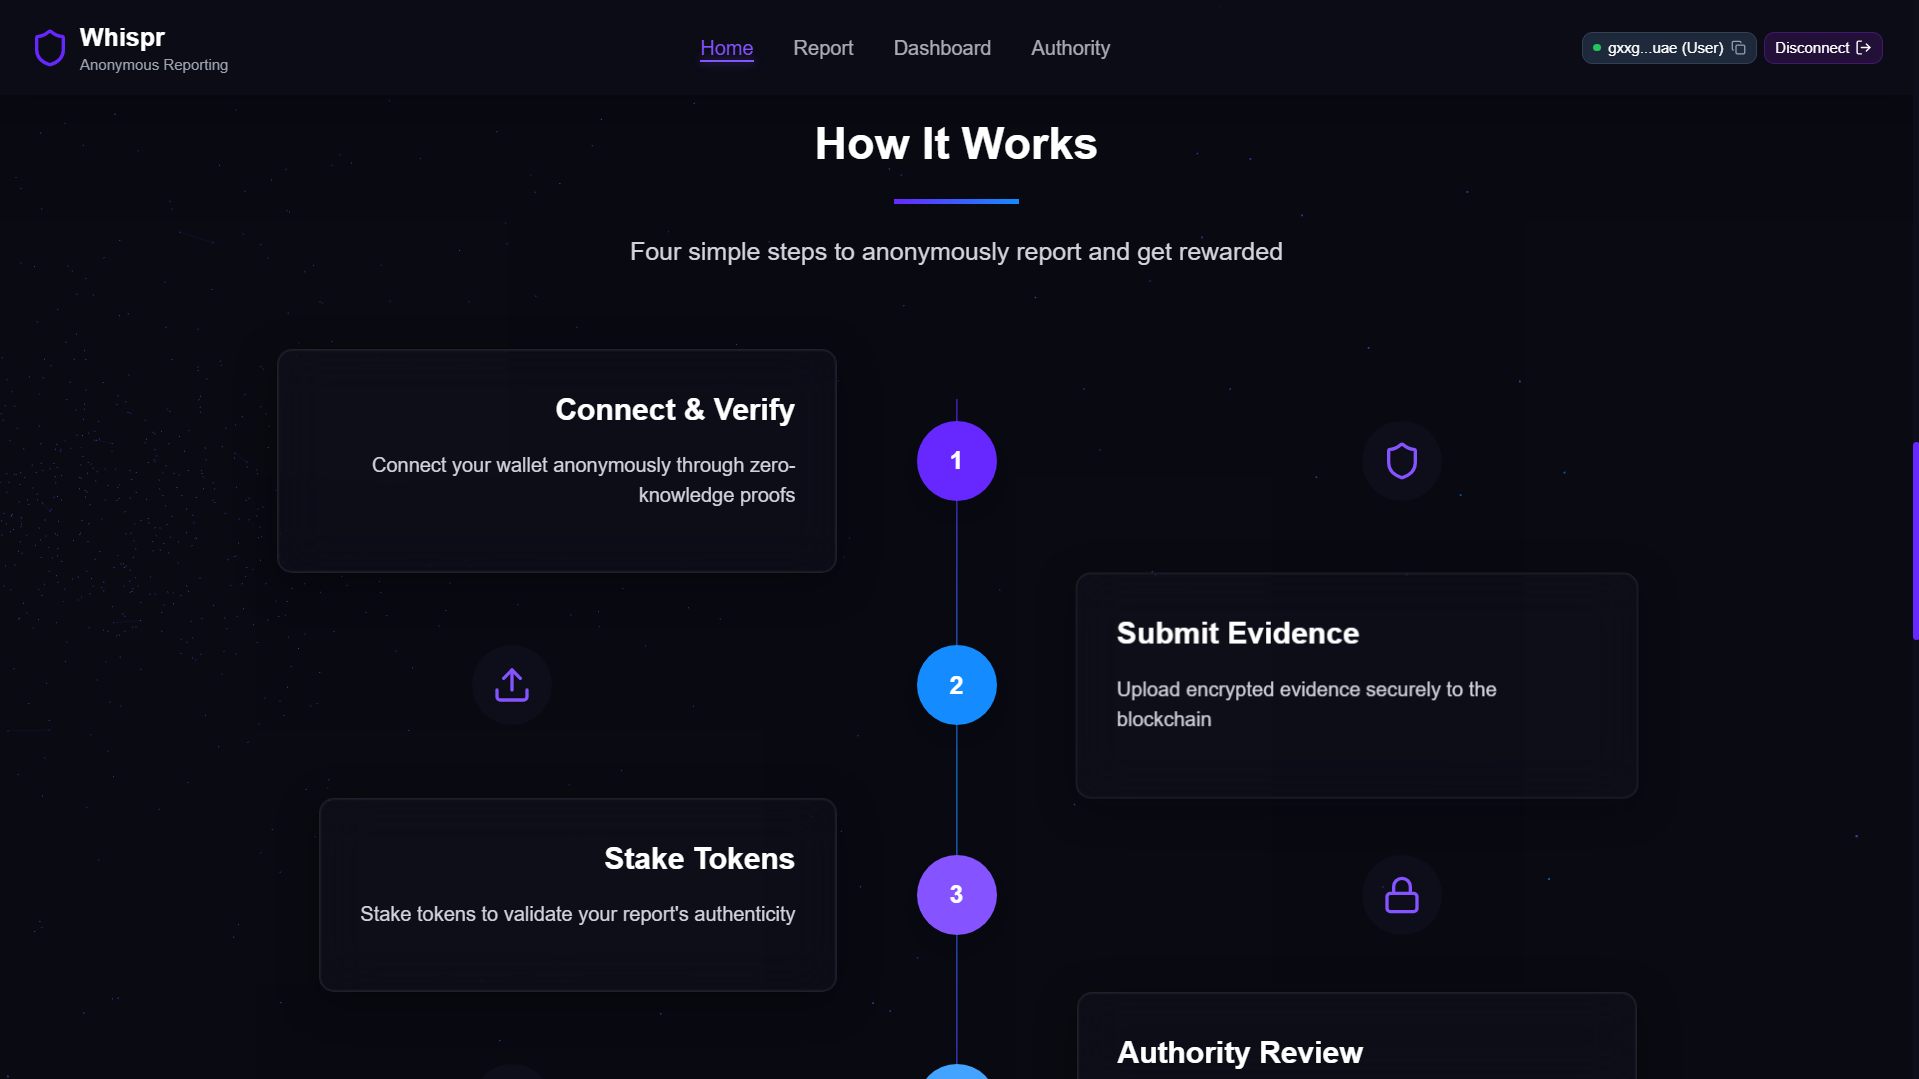 Whispr
Anonymous Reporting
Home
Report
Dashboard
Authority
gxxg...uae (User)
Disconnect
How It Works
Four simple steps to anonymously report and get rewarded
Connect & Verify
Connect your wallet anonymously through zero-
knowledge proofs
1
2
Submit Evidence
Upload encrypted evidence securely to the
blockchain
Stake Tokens
Stake tokens to validate your report's authenticity
3
Authority Review